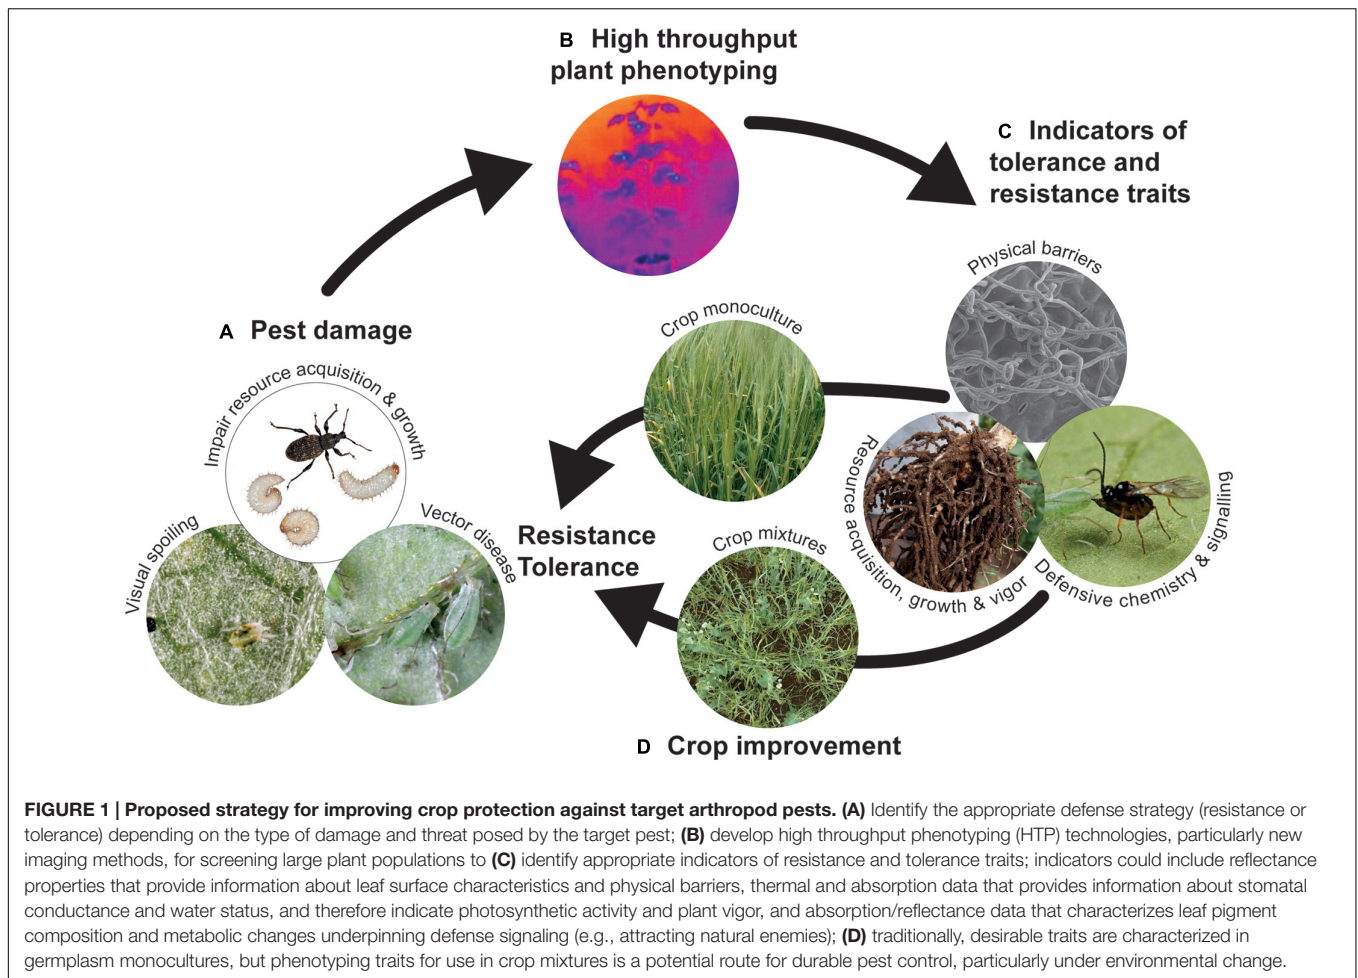 B High throughput
plant phenotyping
C Indicators of
tolerance and
resistance traits
Physical barriers
Crop monoculture
A Pest damage
Impair resource acquisition & growth
Resource acquisition, growth & vigor
Defensive chemistry & signalling
Visual spoiling
Vector disease
Resistance
Tolerance
Crop mixtures
D Crop improvement
FIGURE 1 | Proposed strategy for improving crop protection against target arthropod pests. (A) Identify the appropriate defense strategy (resistance or
tolerance) depending on the type of damage and threat posed by the target pest; (B) develop high throughput phenotyping (HTP) technologies, particularly new
imaging methods, for screening large plant populations to (C) identify appropriate indicators of resistance and tolerance traits; indicators could include reflectance
properties that provide information about leaf surface characteristics and physical barriers, thermal and absorption data that provides information about stomatal
conductance and water status, and therefore indicate photosynthetic activity and plant vigor, and absorption/reflectance data that characterizes leaf pigment
composition and metabolic changes underpinning defense signaling (e.g., attracting natural enemies); (D) traditionally, desirable traits are characterized in
germplasm monocultures, but phenotyping traits for use in crop mixtures is a potential route for durable pest control, particularly under environmental change.